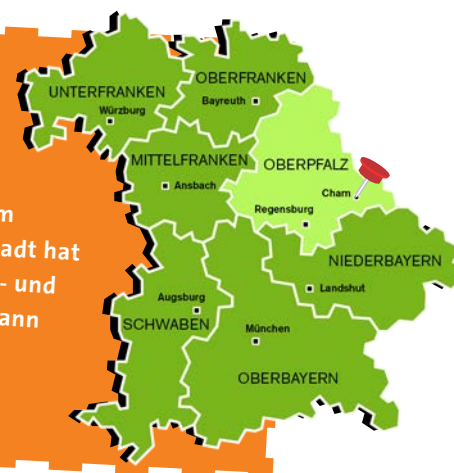 OBERFRANKEN
UNTERFRANKEN
Bayreuth
Würzburg
MITTELFRANKEN
OBERPFALZ
Ansbach
Cham
Regensburg
adt hat
NIEDERBAYERN
- und
Landshut
Augsburg
ann
SCHWABEN
München
OBERBAYERN